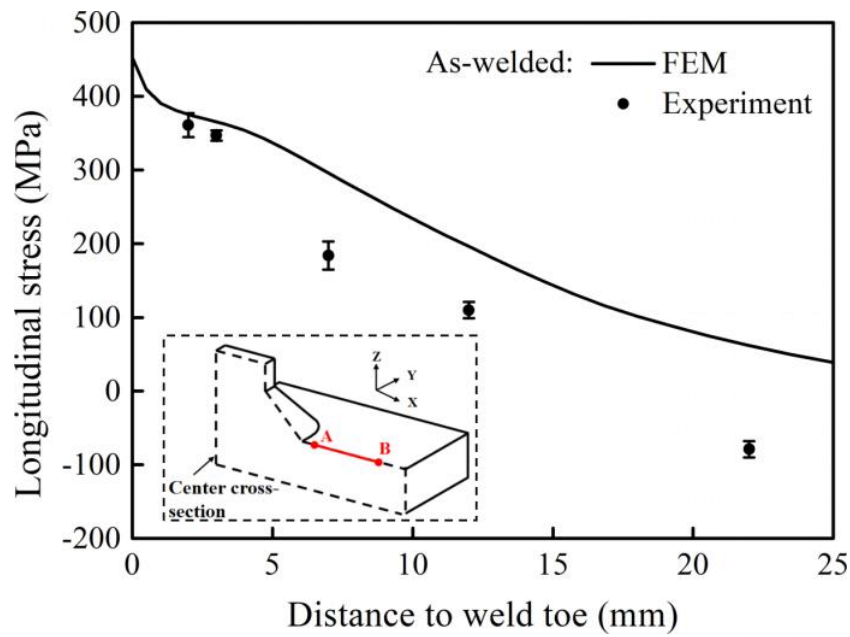 500
400
300
200
100
0
-100
-200
Longitudinal stress (MPa)
As-welded: FEM
Experiment
Z
Y
X
A
B
Center cross-
section
0 5 10 15 20 25
Distance to weld toe (mm)